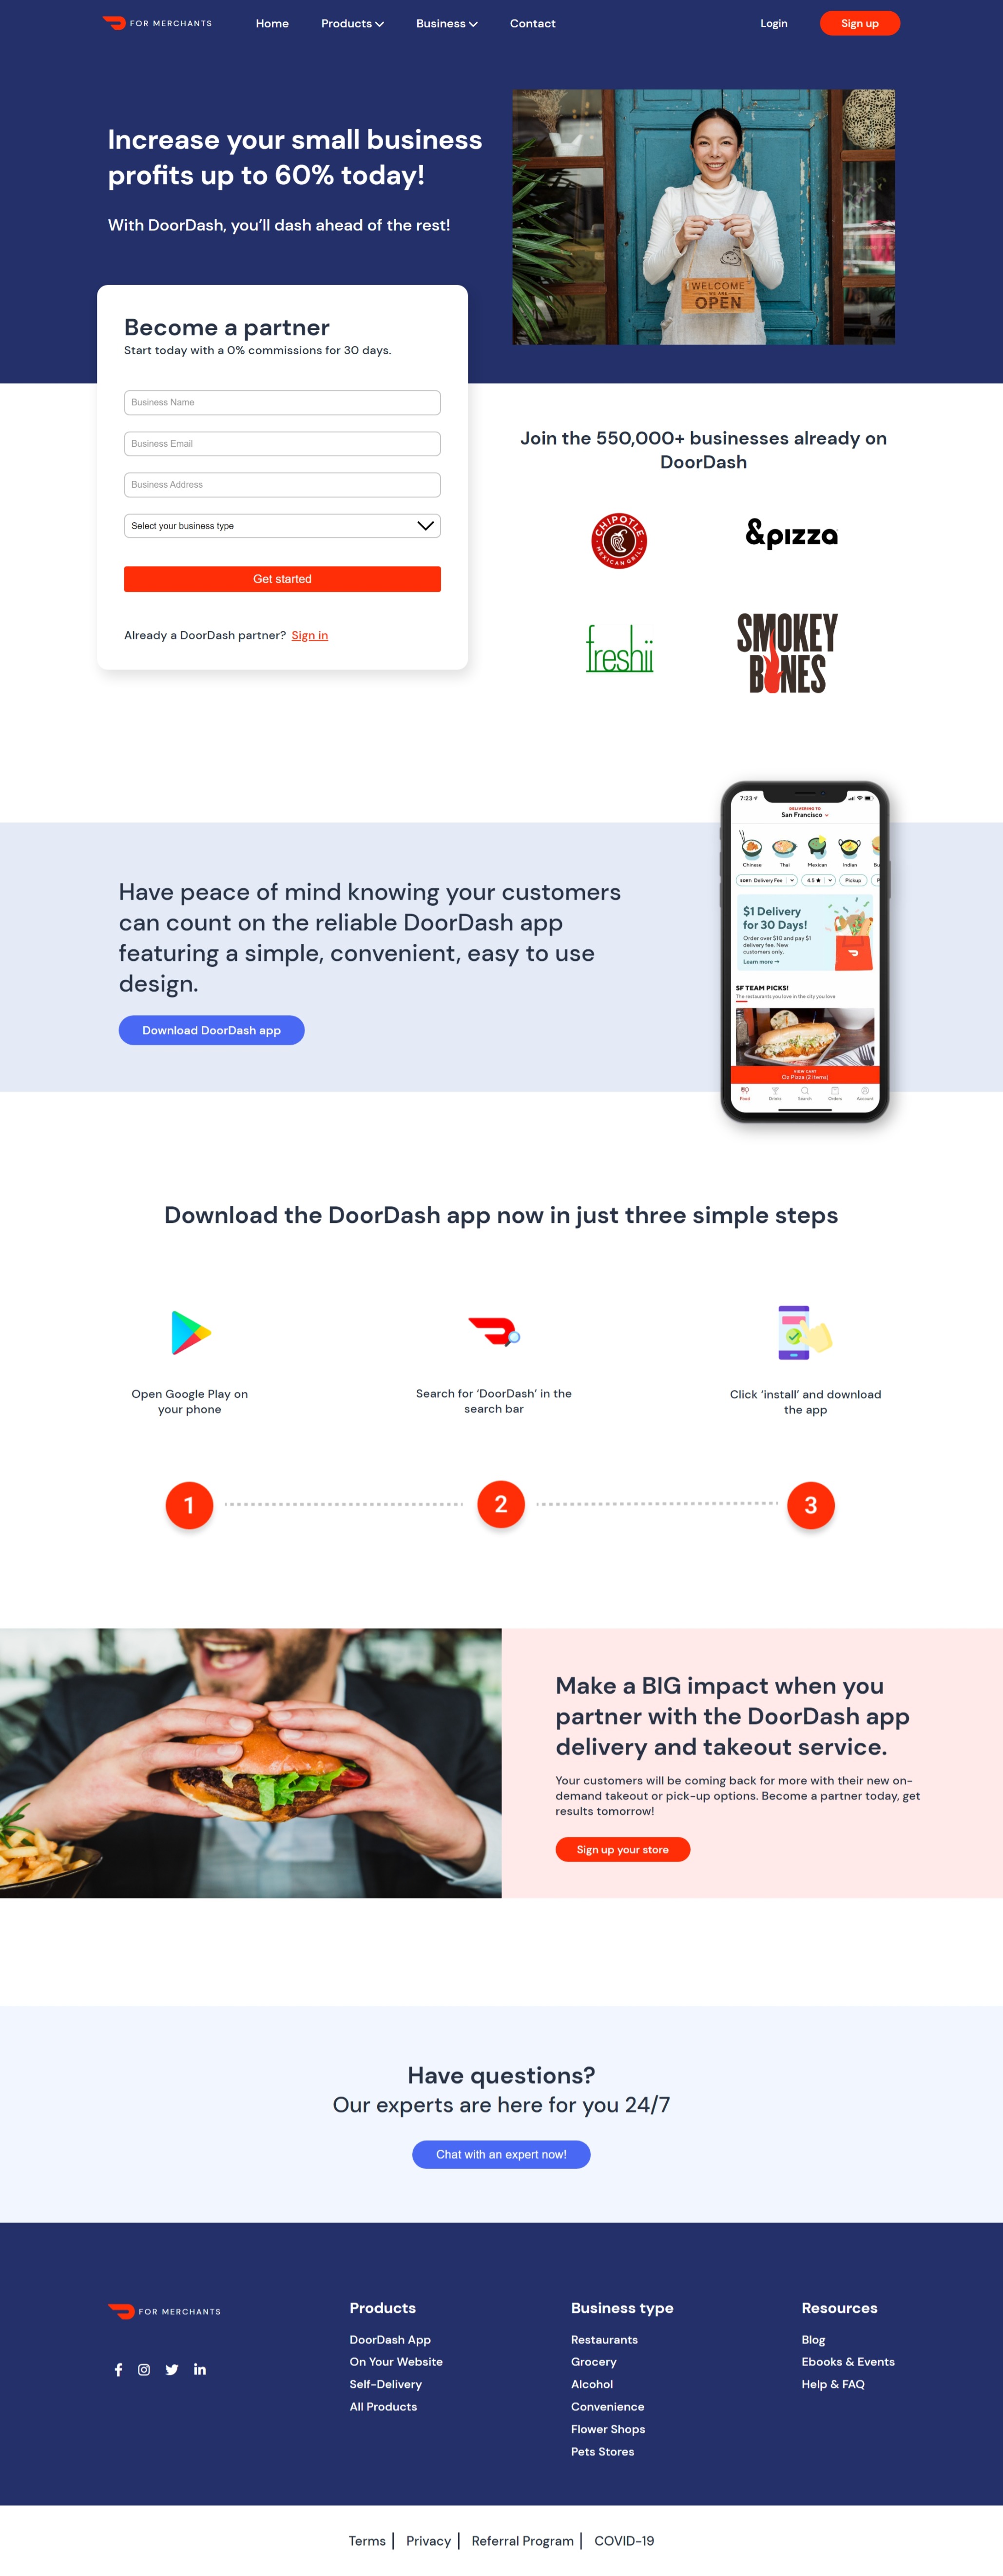 FOR MERCHANTS
Home
Products
Business
Contact
Login
Sign up
Increase your small business
profits up to 60% today!
With DoorDash, you'll dash ahead of the rest!
WELCOME
WE ARE
OPEN
Become a partner
Start today with a 0% commissions for 30 days.
Business Name
Business Email
Business Address
Select your business type
Get started
Already a DoorDash partner? Sign in
Join the 550,000+ businesses already on
DoorDash
CHIPOTLE
MEXICAN GRILL
&pizza
freshii
SMOKEY
BONES
7:23
DELIVERING TO
San Francisco
Chinese
Thai
Mexican
Indian
Bu
SORT: Delivery Fee
4.5 ★
Pickup
P
$1 Delivery
for 30 Days!
Order over $10 and pay $1
delivery fee. New
customers only.
Learn more →
SF TEAM PICKS!
The restaurants you love in the city you love
VIEW CART
Oz Pizza (2 items)
Food
Drinks
Search
Orders
Account
Have peace of mind knowing your customers
can count on the reliable DoorDash app
featuring a simple, convenient, easy to use
design.
Download DoorDash app
Download the DoorDash app now in just three simple steps
Open Google Play on
your phone
Search for ‘DoorDash’ in the
search bar
Click ‘install’ and download
the app
1
2
3
Make a BIG impact when you
partner with the DoorDash app
delivery and takeout service.
Your customers will be coming back for more with their new on-
demand takeout or pick-up options. Become a partner today, get
results tomorrow!
Sign up your store
Have questions?
Our experts are here for you 24/7
Chat with an expert now!
FOR MERCHANTS
Products
DoorDash App
On Your Website
Self-Delivery
All Products
Business type
Restaurants
Grocery
Alcohol
Convenience
Flower Shops
Pets Stores
Resources
Blog
Ebooks & Events
Help & FAQ
Terms | Privacy | Referral Program | COVID-19